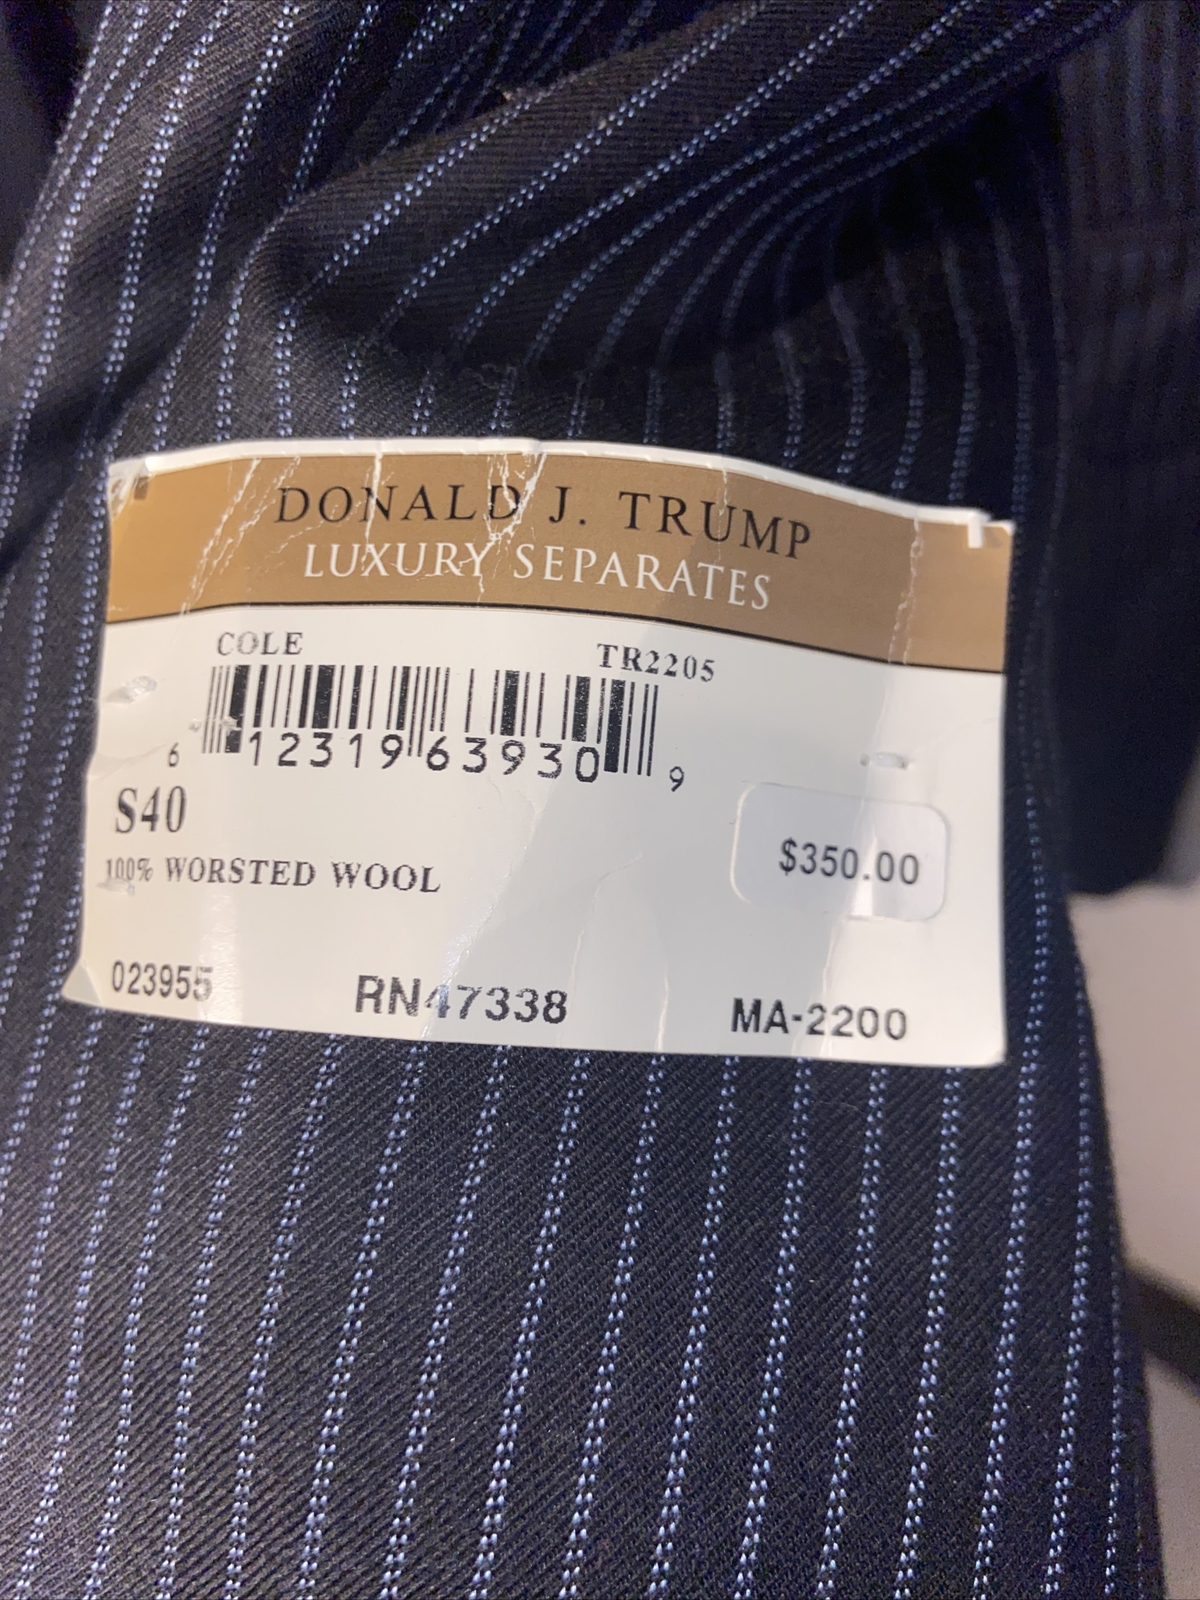 DONALD J. TRUMP
LUXURY SEPARATES
COLE TR2205
6 12319 63930 9
S40
$350.00
100% WORSTED WOOL
023955 RN47338 MA-2200